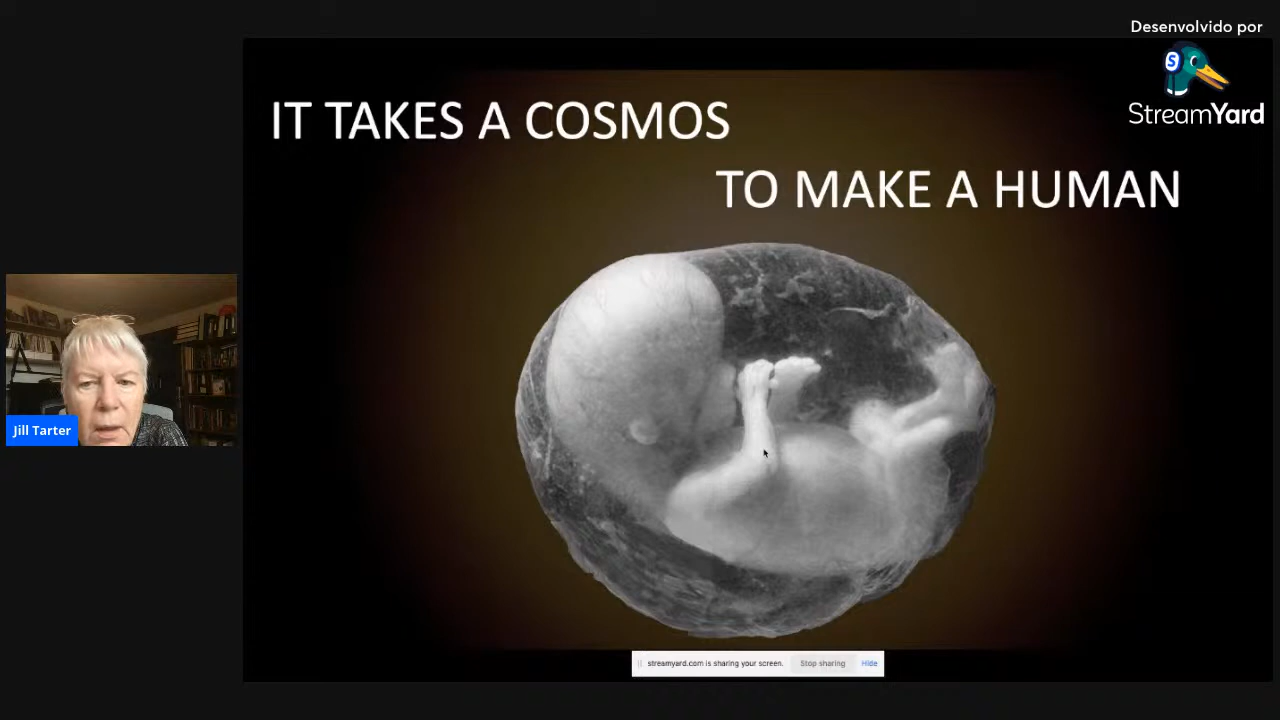 Desenvolvido por
S
StreamYard
IT TAKES A COSMOS
TO MAKE A HUMAN
Jill Tarter
streamyard.com is sharing your screen.
Stop sharing
Hide